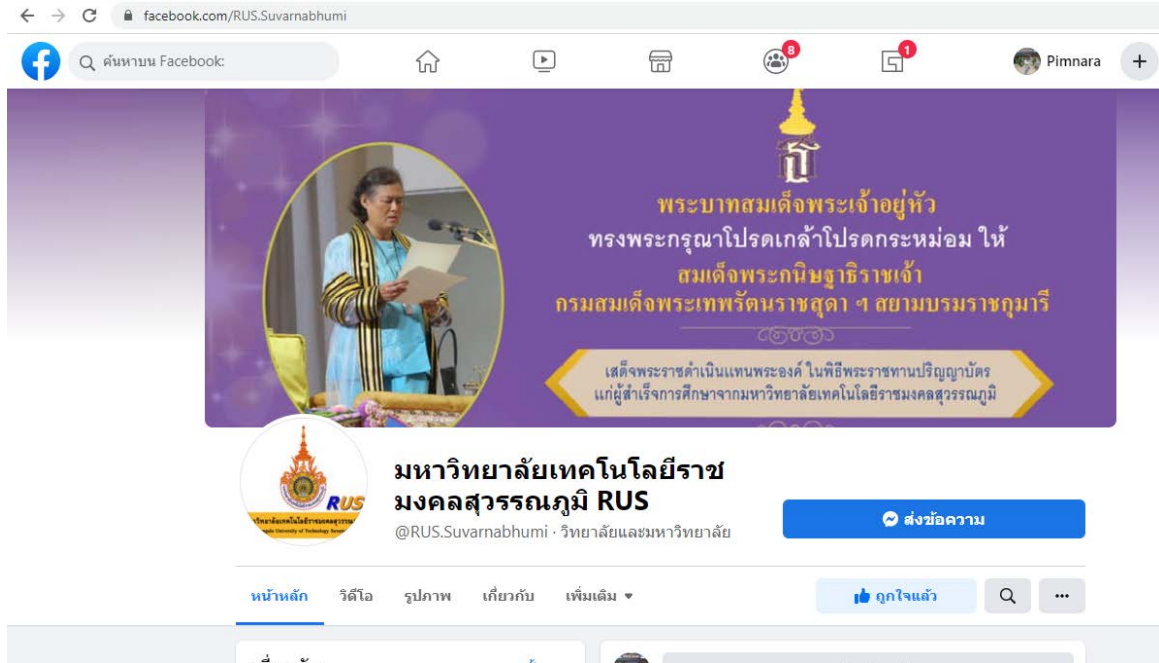 facebook.com/RUS.Suvarnabhumi
ค้นหาบน Facebook:
8
1
Pimnara
พระบาทสมเด็จพระเจ้าอยู่หัว
ทรงพระกรุณาโปรดเกล้าโปรดกระหม่อม ให้
สมเด็จพระกนิษฐาธิราชเจ้า
กรมสมเด็จพระเทพรัตนราชสุดา ฯ สยามบรมราชกุมารี
เสด็จพระราชดำเนินแทนพระองค์ ในพิธีพระราชทานปริญญาบัตร
แก่ผู้สำเร็จการศึกษาจากมหาวิทยาลัยเทคโนโลยีราชมงคลสุวรรณภูมิ
RUS
มหาวิทยาลัยเทคโนโลยีราช
มงคลสุวรรณภูมิ RUS
@RUS.Suvarnabhumi · วิทยาลัยและมหาวิทยาลัย
ส่งข้อความ
หน้าหลัก วิดีโอ รูปภาพ เกี่ยวกับ เพิ่มเติม
ถูกใจแล้ว